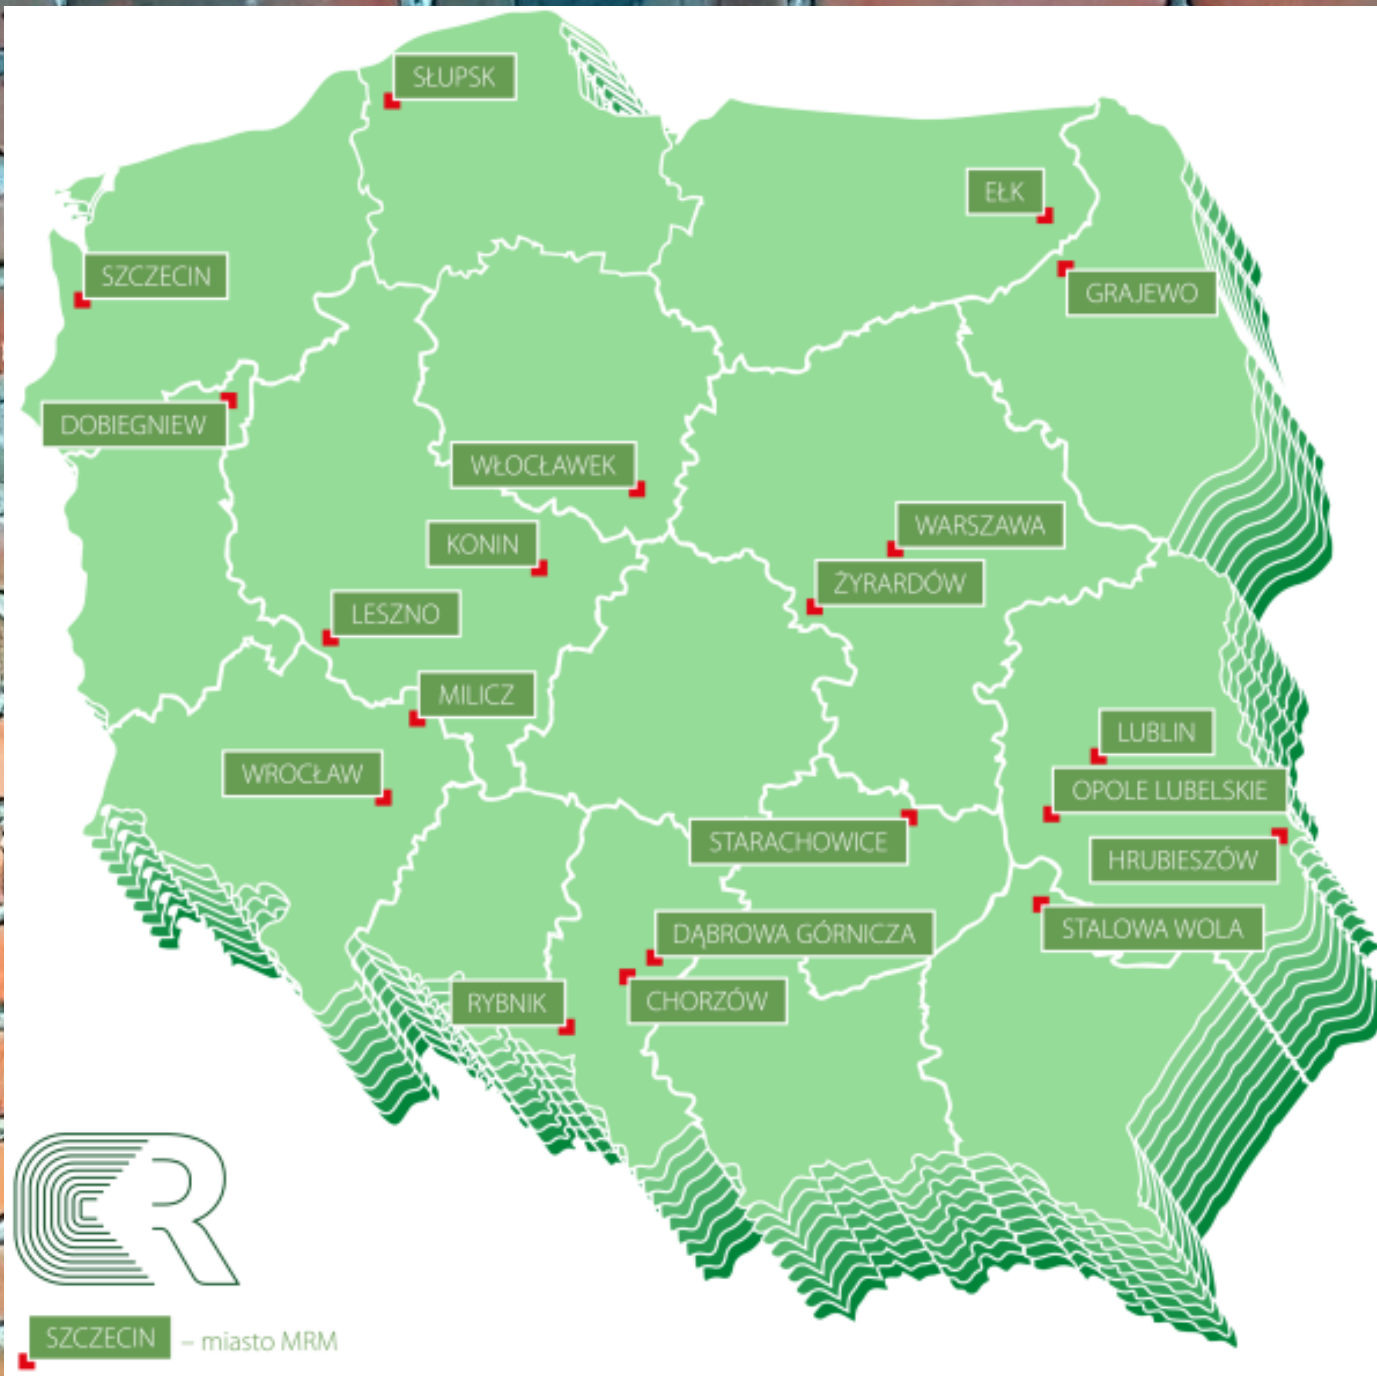 SŁUPSK
EŁK
SZCZECIN
GRAJEWO
DOBIEGNIEW
WŁOCŁAWEK
WARSZAWA
KONIN
ŻYRARDÓW
LESZNO
MILICZ
LUBLIN
WROCŁAW
OPOLE LUBELSKIE
STARACHOWICE
HRUBIESZÓW
STALOWA WOLA
DĄBROWA GÓRNICZA
RYBNIK
CHORZÓW
CR
SZCZECIN – miasto MRM